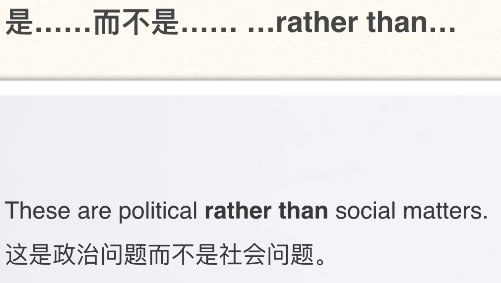 是……而不是…… …rather than…
These are political rather than social matters.
这是政治问题而不是社会问题。